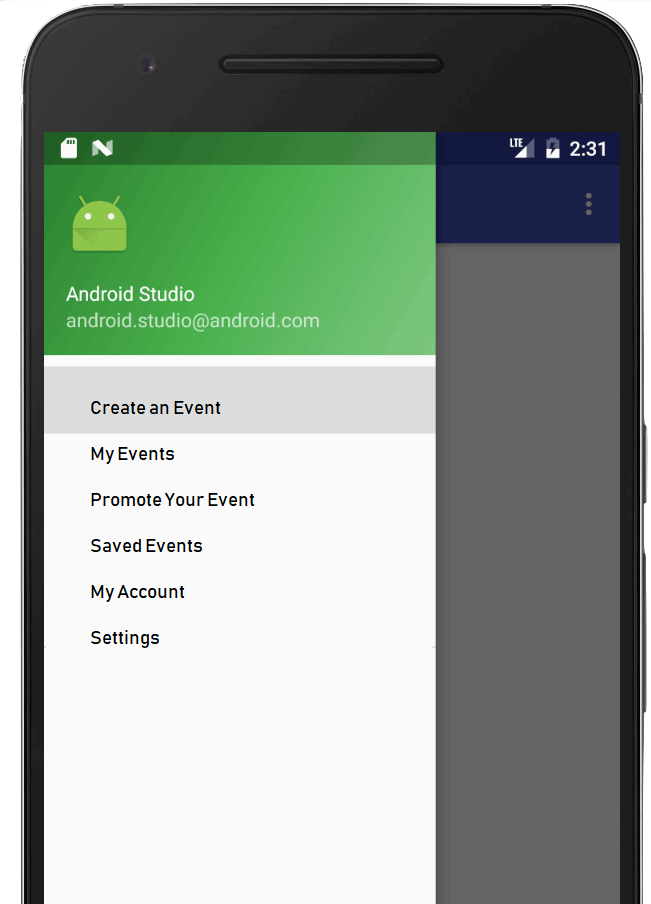 LTE 2:31
Android Studio
android.studio@android.com
Create an Event
My Events
Promote Your Event
Saved Events
My Account
Settings